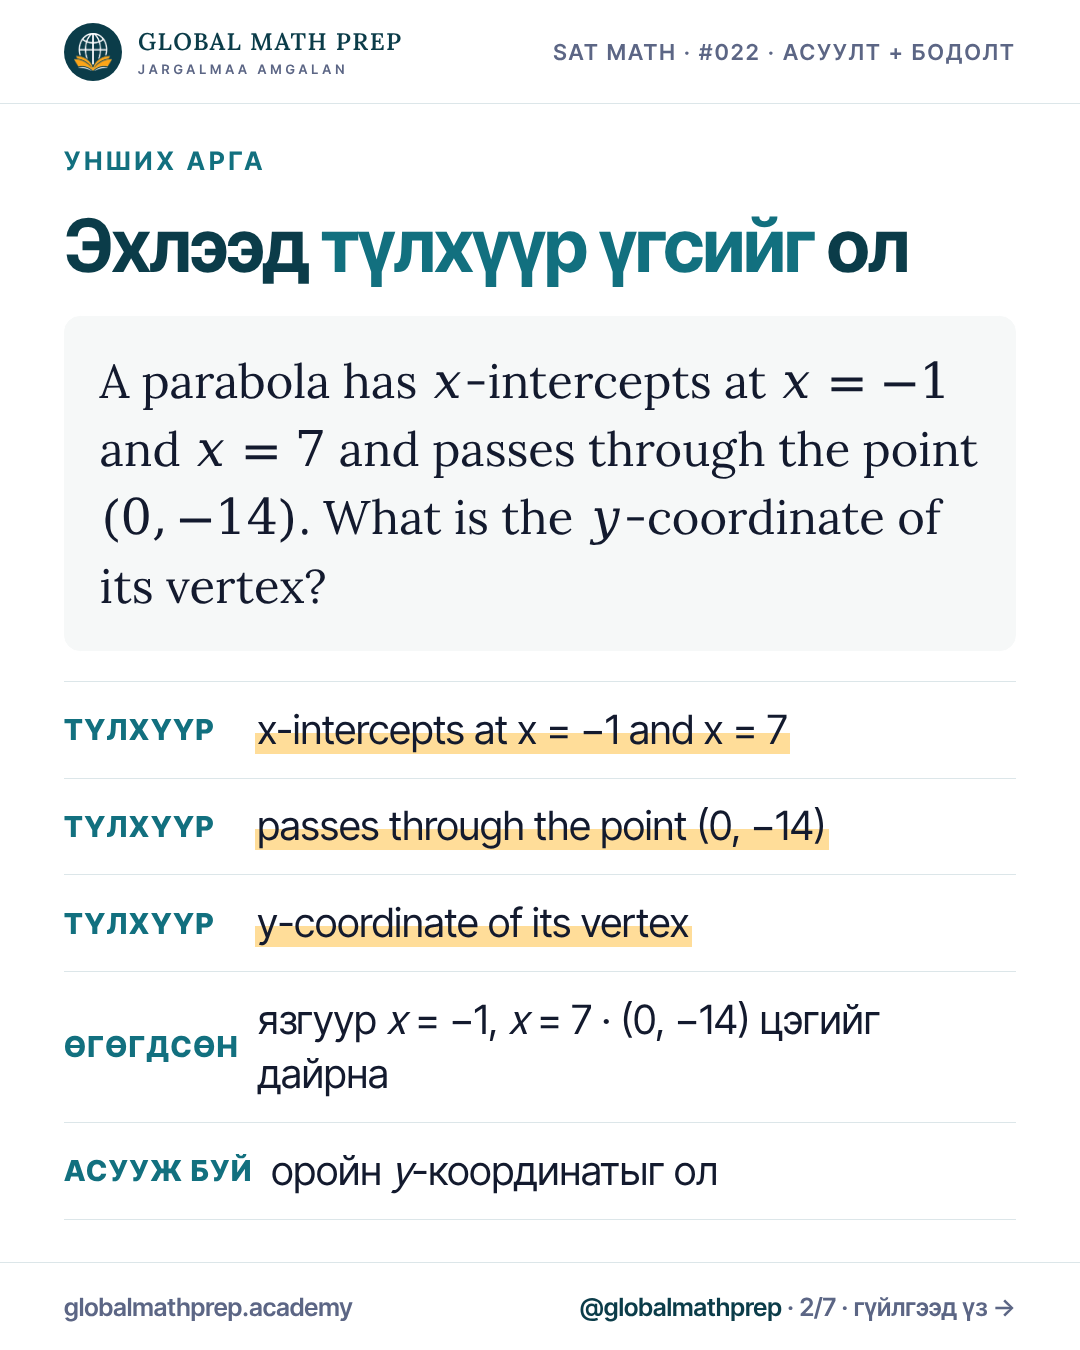 GLOBAL MATH PREP
JARGALMAA AMGALAN
SAT MATH · #022 · АСУУЛТ + БОДОЛТ
УНШИХ АРГА
Эхлээд түлхүүр үгсийг ол
A parabola has x-intercepts at x = −1
and x = 7 and passes through the point
(0, −14). What is the y-coordinate of
its vertex?
ТҮЛХҮҮР x-intercepts at x = −1 and x = 7
ТҮЛХҮҮР passes through the point (0, −14)
ТҮЛХҮҮР y-coordinate of its vertex
ӨГӨГДСӨН язгуур x = −1, x = 7 · (0, −14) цэгийг
дайрна
АСУУЖ БУЙ оройн y-координатыг ол
globalmathprep.academy
@globalmathprep · 2/7 · гүйлгээд үз →